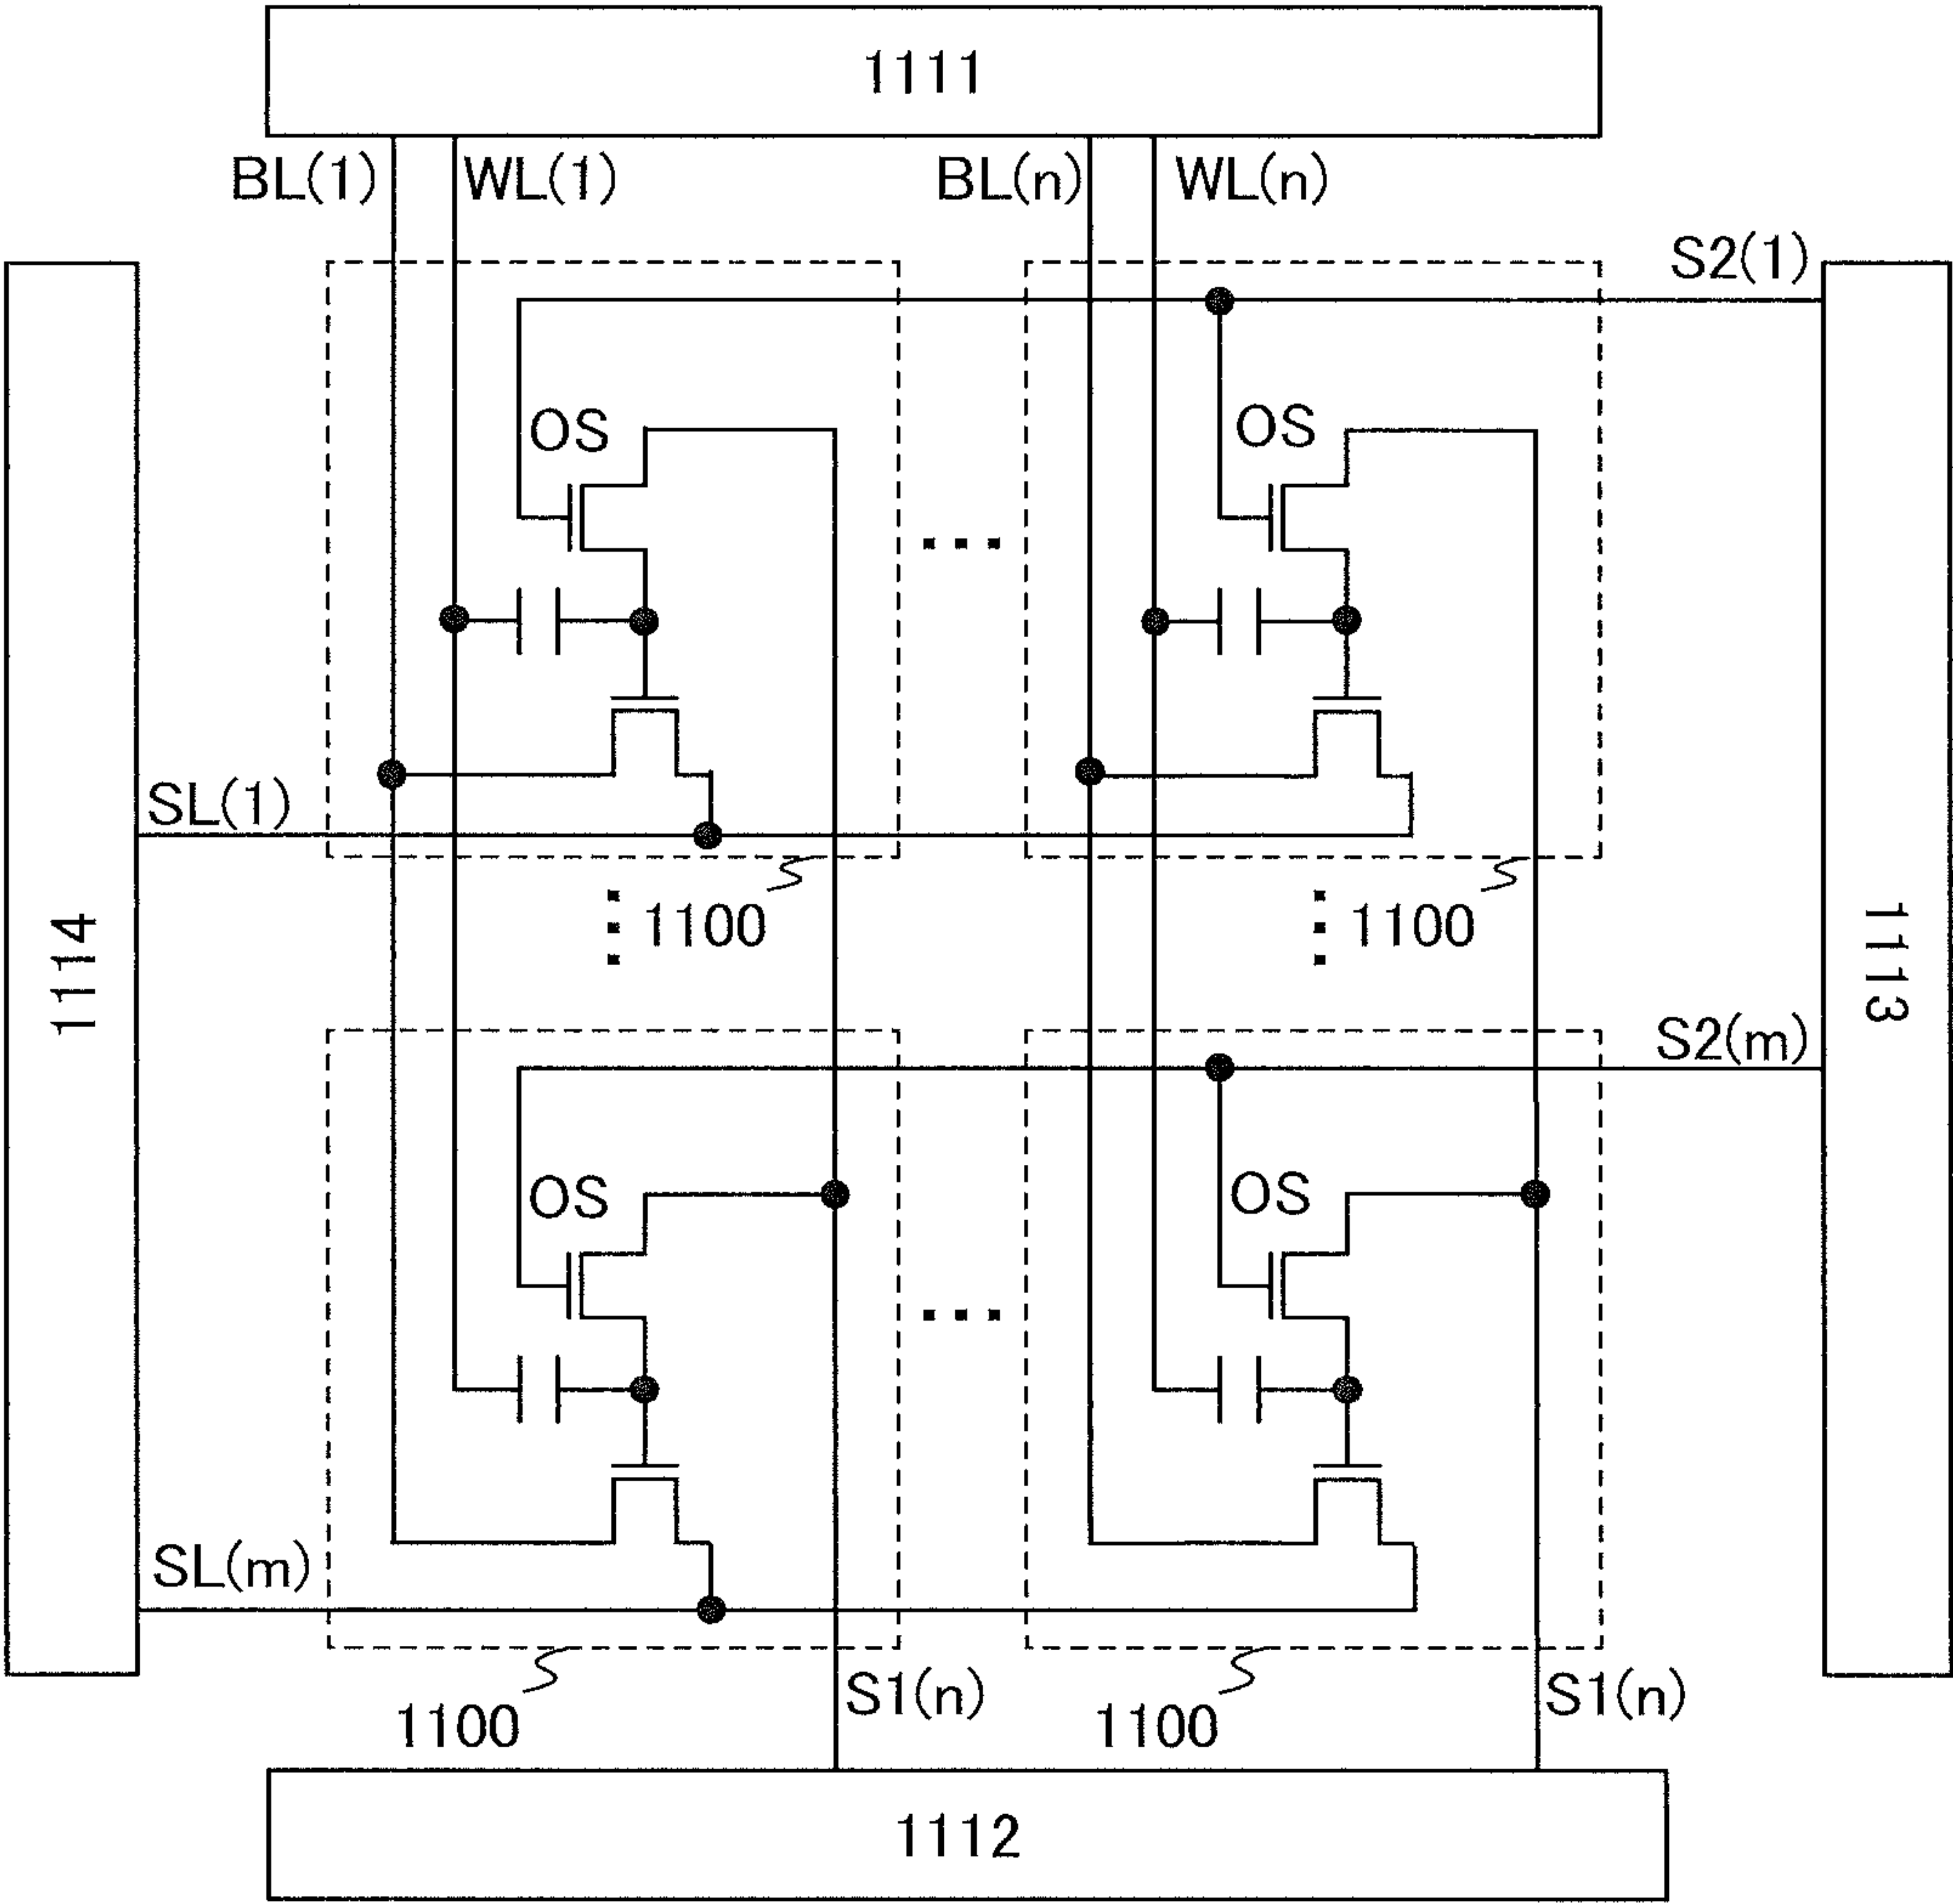 1111
BL(1) WL(1) BL(n) WL(n)
S2(1)
OS OS
SL(1)
1100 1100
1114
1113
S2(m)
OS OS
SL(m)
1100 S1(n) 1100 S1(n)
1112